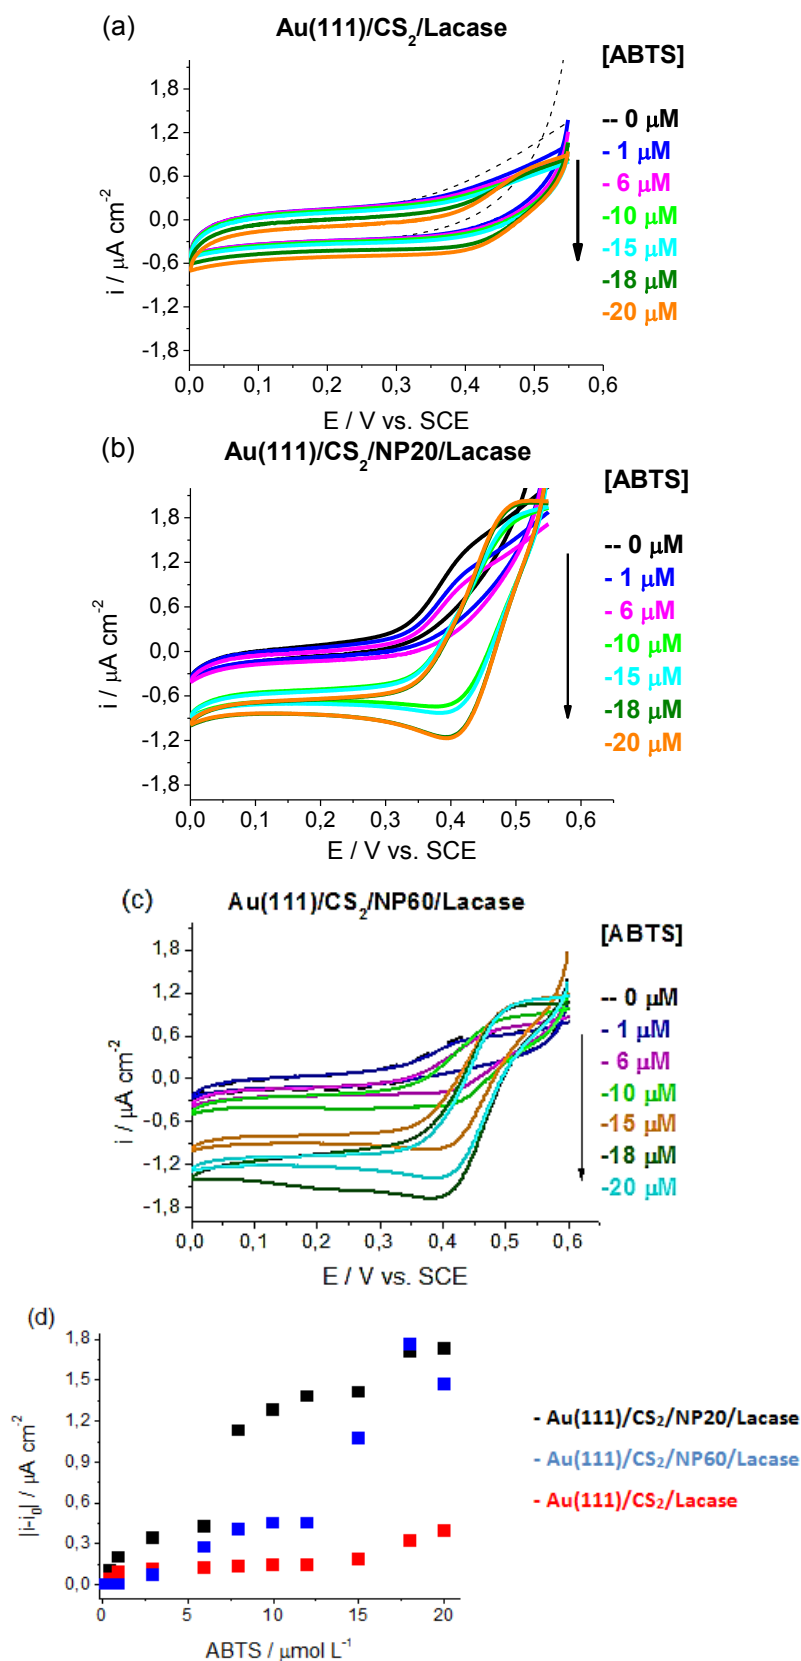 (a)
Au(111)/CS2/Lacase
[ABTS]
-- 0 μM
- 1 μM
- 6 μM
-10 μM
-15 μM
-18 μM
-20 μM
i / μA cm-2
1,8
1,2
0,6
0,0
-0,6
-1,2
-1,8
0,0 0,1 0,2 0,3 0,4 0,5 0,6
E / V vs. SCE
(b)
Au(111)/CS2/NP20/Lacase
[ABTS]
-- 0 μM
- 1 μM
- 6 μM
-10 μM
-15 μM
-18 μM
-20 μM
i / μA cm-2
1,8
1,2
0,6
0,0
-0,6
-1,2
-1,8
0,0 0,1 0,2 0,3 0,4 0,5 0,6
E / V vs. SCE
(c)
Au(111)/CS2/NP60/Lacase
[ABTS]
-- 0 μM
- 1 μM
- 6 μM
-10 μM
-15 μM
-18 μM
-20 μM
i / μA cm-2
1,8
1,2
0,6
0,0
-0,6
-1,2
-1,8
0,0 0,1 0,2 0,3 0,4 0,5 0,6
E / V vs. SCE
(d)
|i-i0| / μA cm-2
1,8
1,5
1,2
0,9
0,6
0,3
0,0
0 5 10 15 20
ABTS / μmol L-1
- Au(111)/CS2/NP20/Lacase
- Au(111)/CS2/NP60/Lacase
- Au(111)/CS2/Lacase